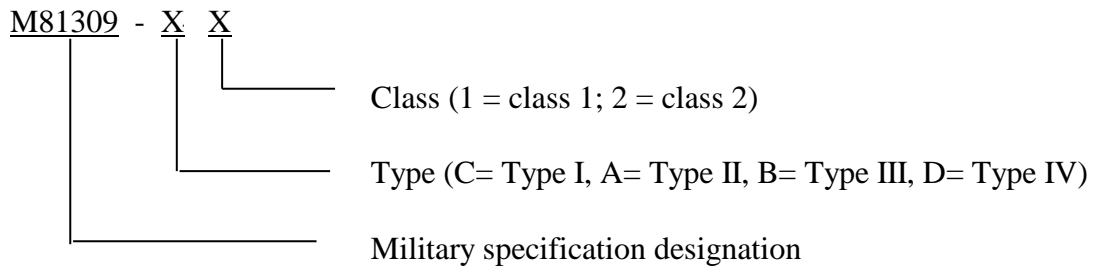 M81309 - X X
Class (1 = class 1; 2 = class 2)
Type (C= Type I, A= Type II, B= Type III, D= Type IV)
Military specification designation